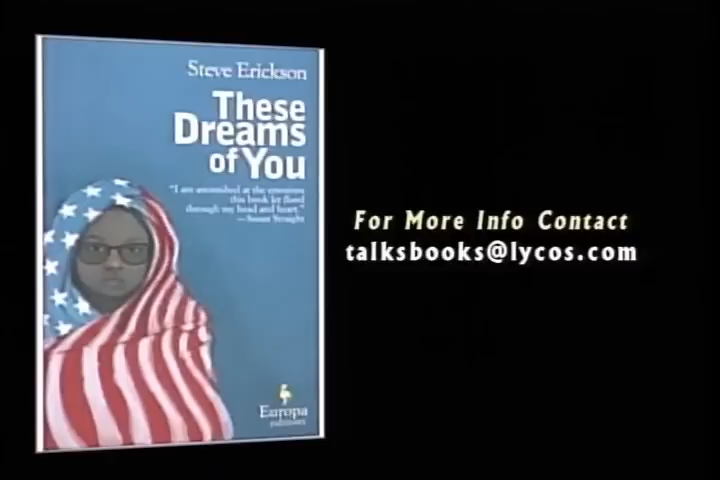 Steve Erickson
These
Dreams
of You
"I am astonished at the emotions
this book let flood
through my head and heart."
—Susan Straight
For More Info Contact
talksbooks@lycos.com
Europa
editions